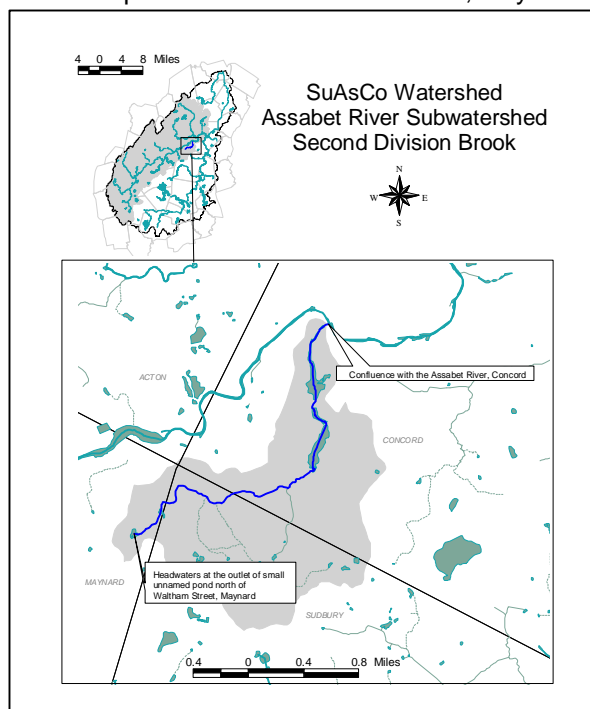 4 0 4 8 Miles
SuAsCo Watershed
Assabet River Subwatershed
Second Division Brook
N
W E
S
ACTON
Confluence with the Assabet River, Concord
CONCORD
Headwaters at the outlet of small
unnamed pond north of
Waltham Street, Maynard
MAYNARD
SUDBURY
0.4 0 0.4 0.8 Miles